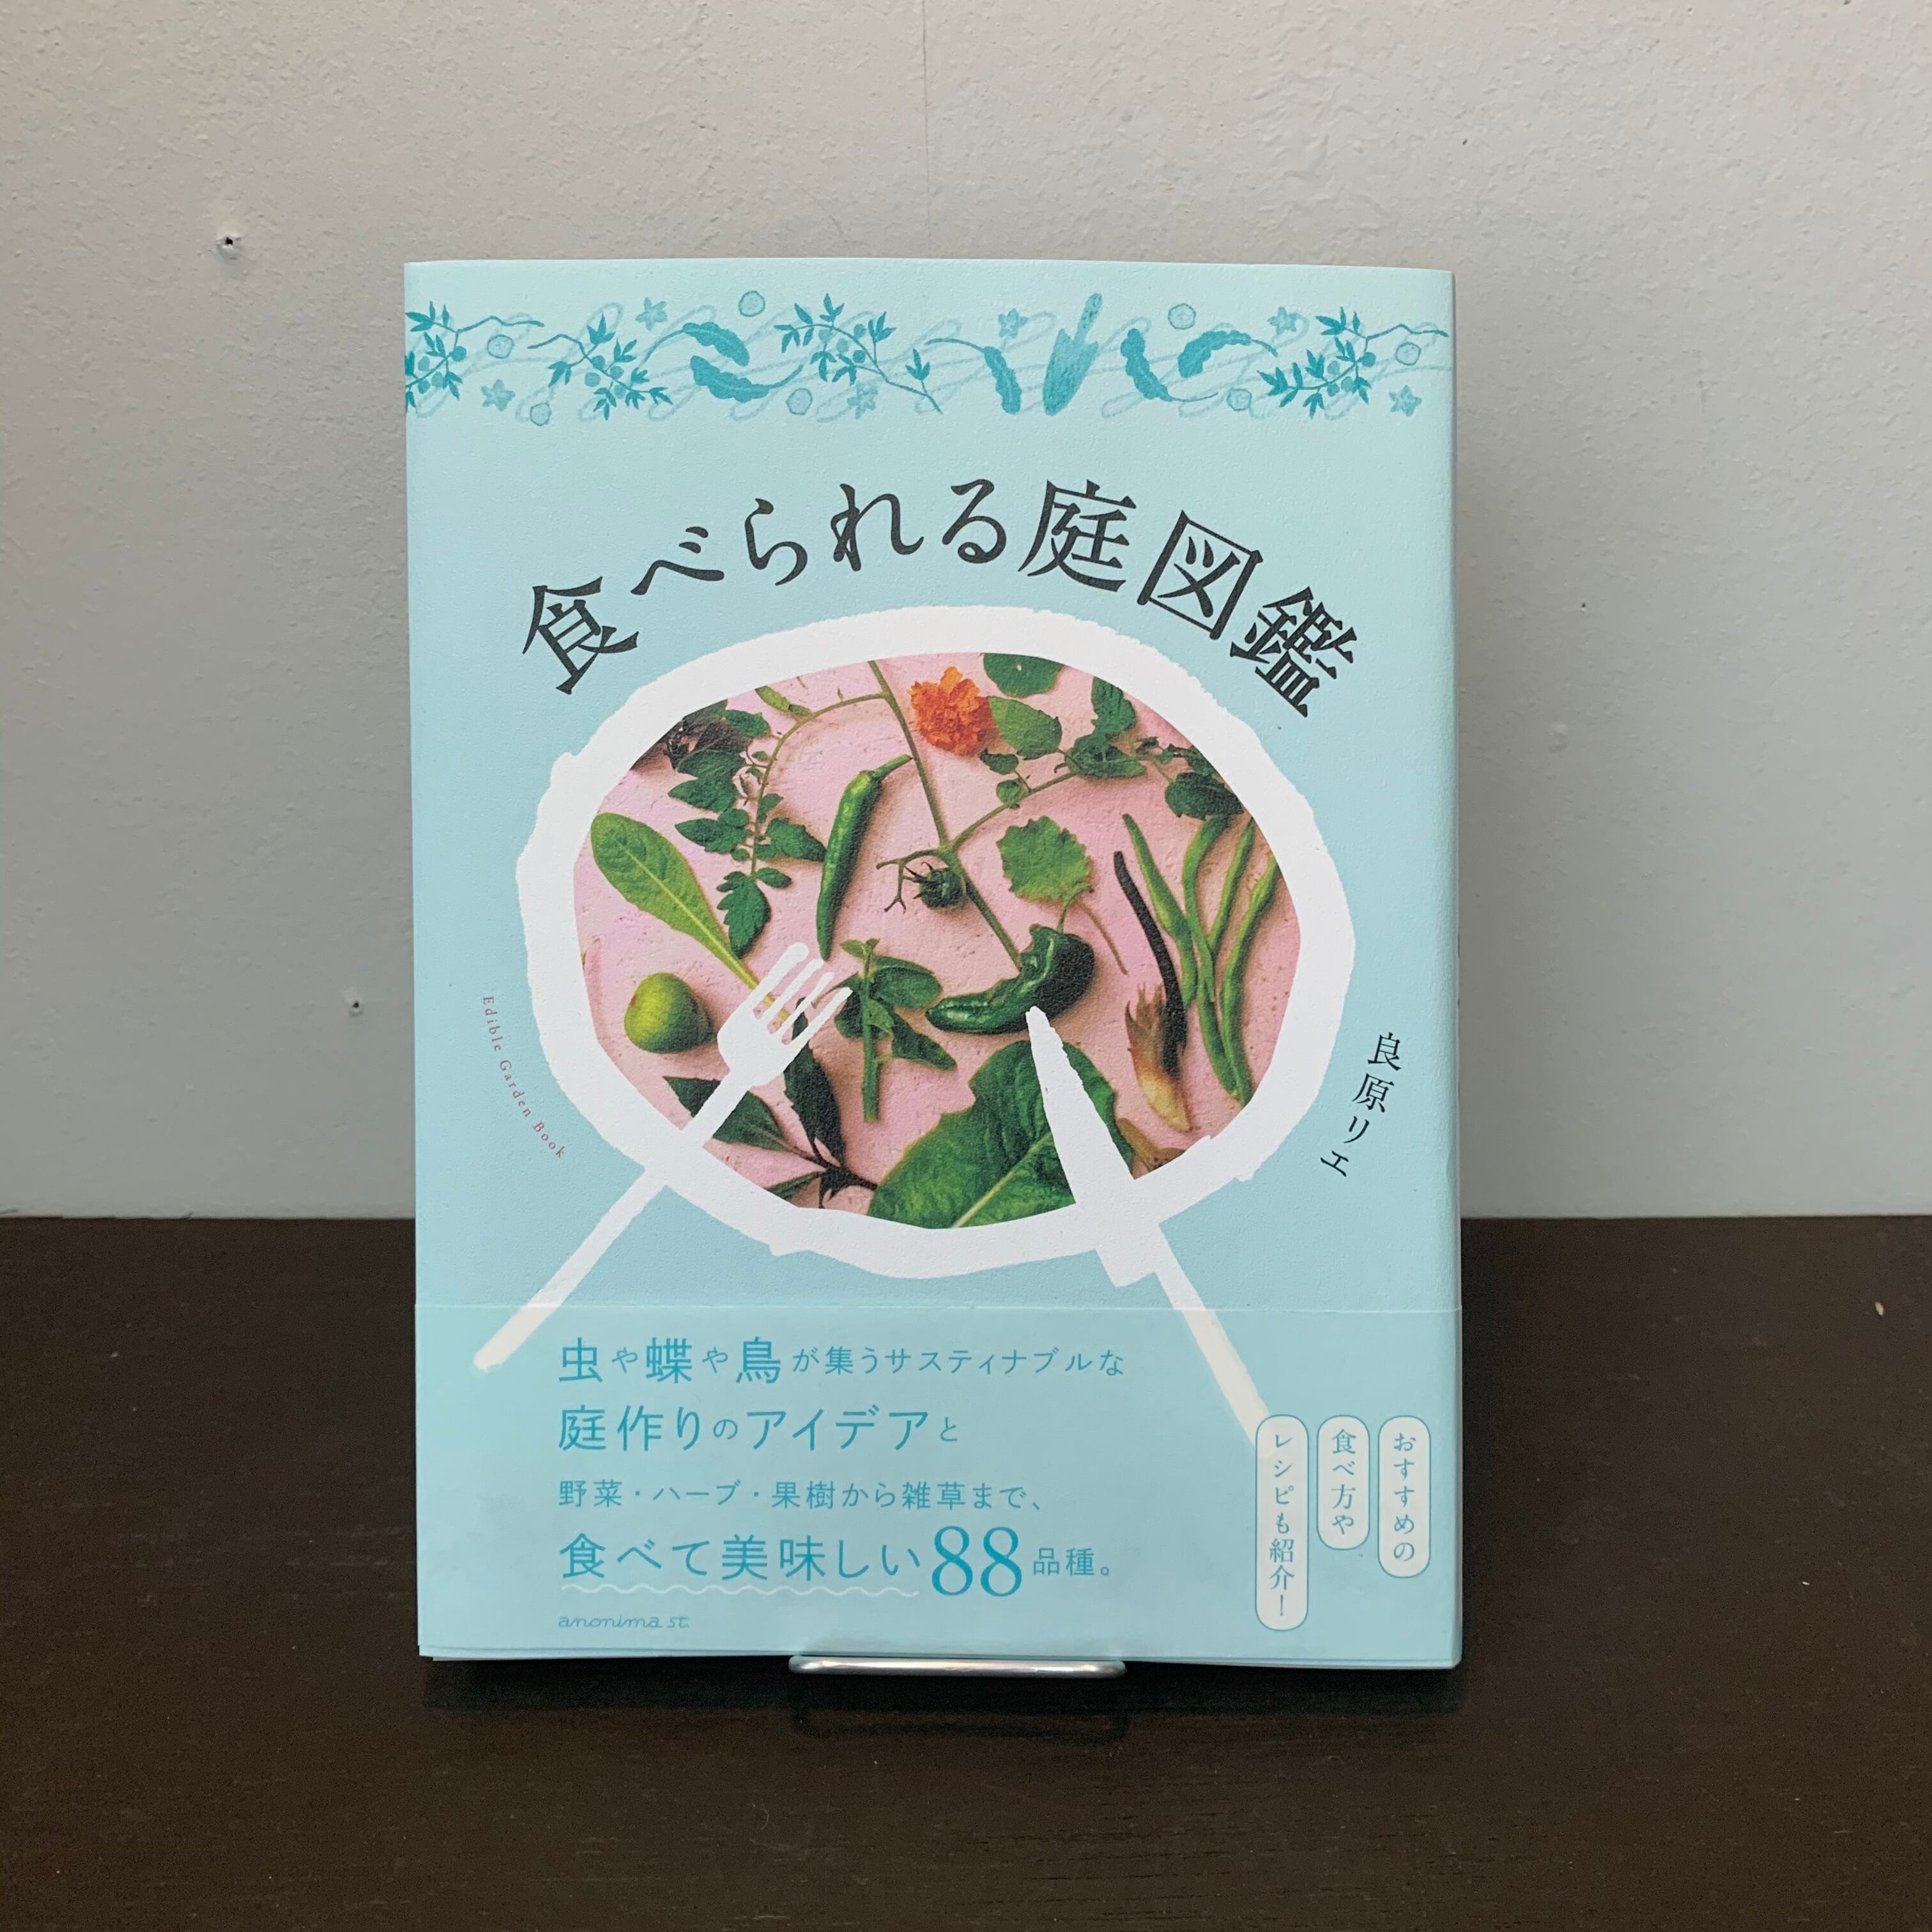 食べられる庭図鑑
Edible Garden Book
良原リエ
虫や蝶や鳥が集うサスティナブルな
庭作りのアイデアと
野菜・ハーブ・果樹から雑草まで、
食べて美味しい88品種。
おすすめの
食べ方や
レシピも紹介！
anonima st.